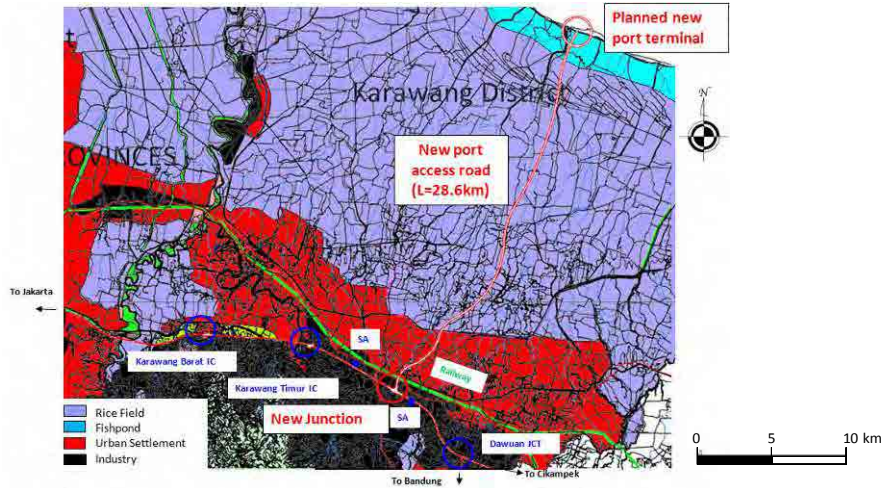 Planned new
port terminal
N
Karawang District
New port
access road
(L=28.6km)
OVINCES
To Jakarta
SA
Karawang Barat IC
Railway
Karawang Timur IC
New Junction
SA
Rice Field
Fishpond
Urban Settlement
Industry
Dawuan JCT
0 5 10 km
To Cikampek
To Bandung